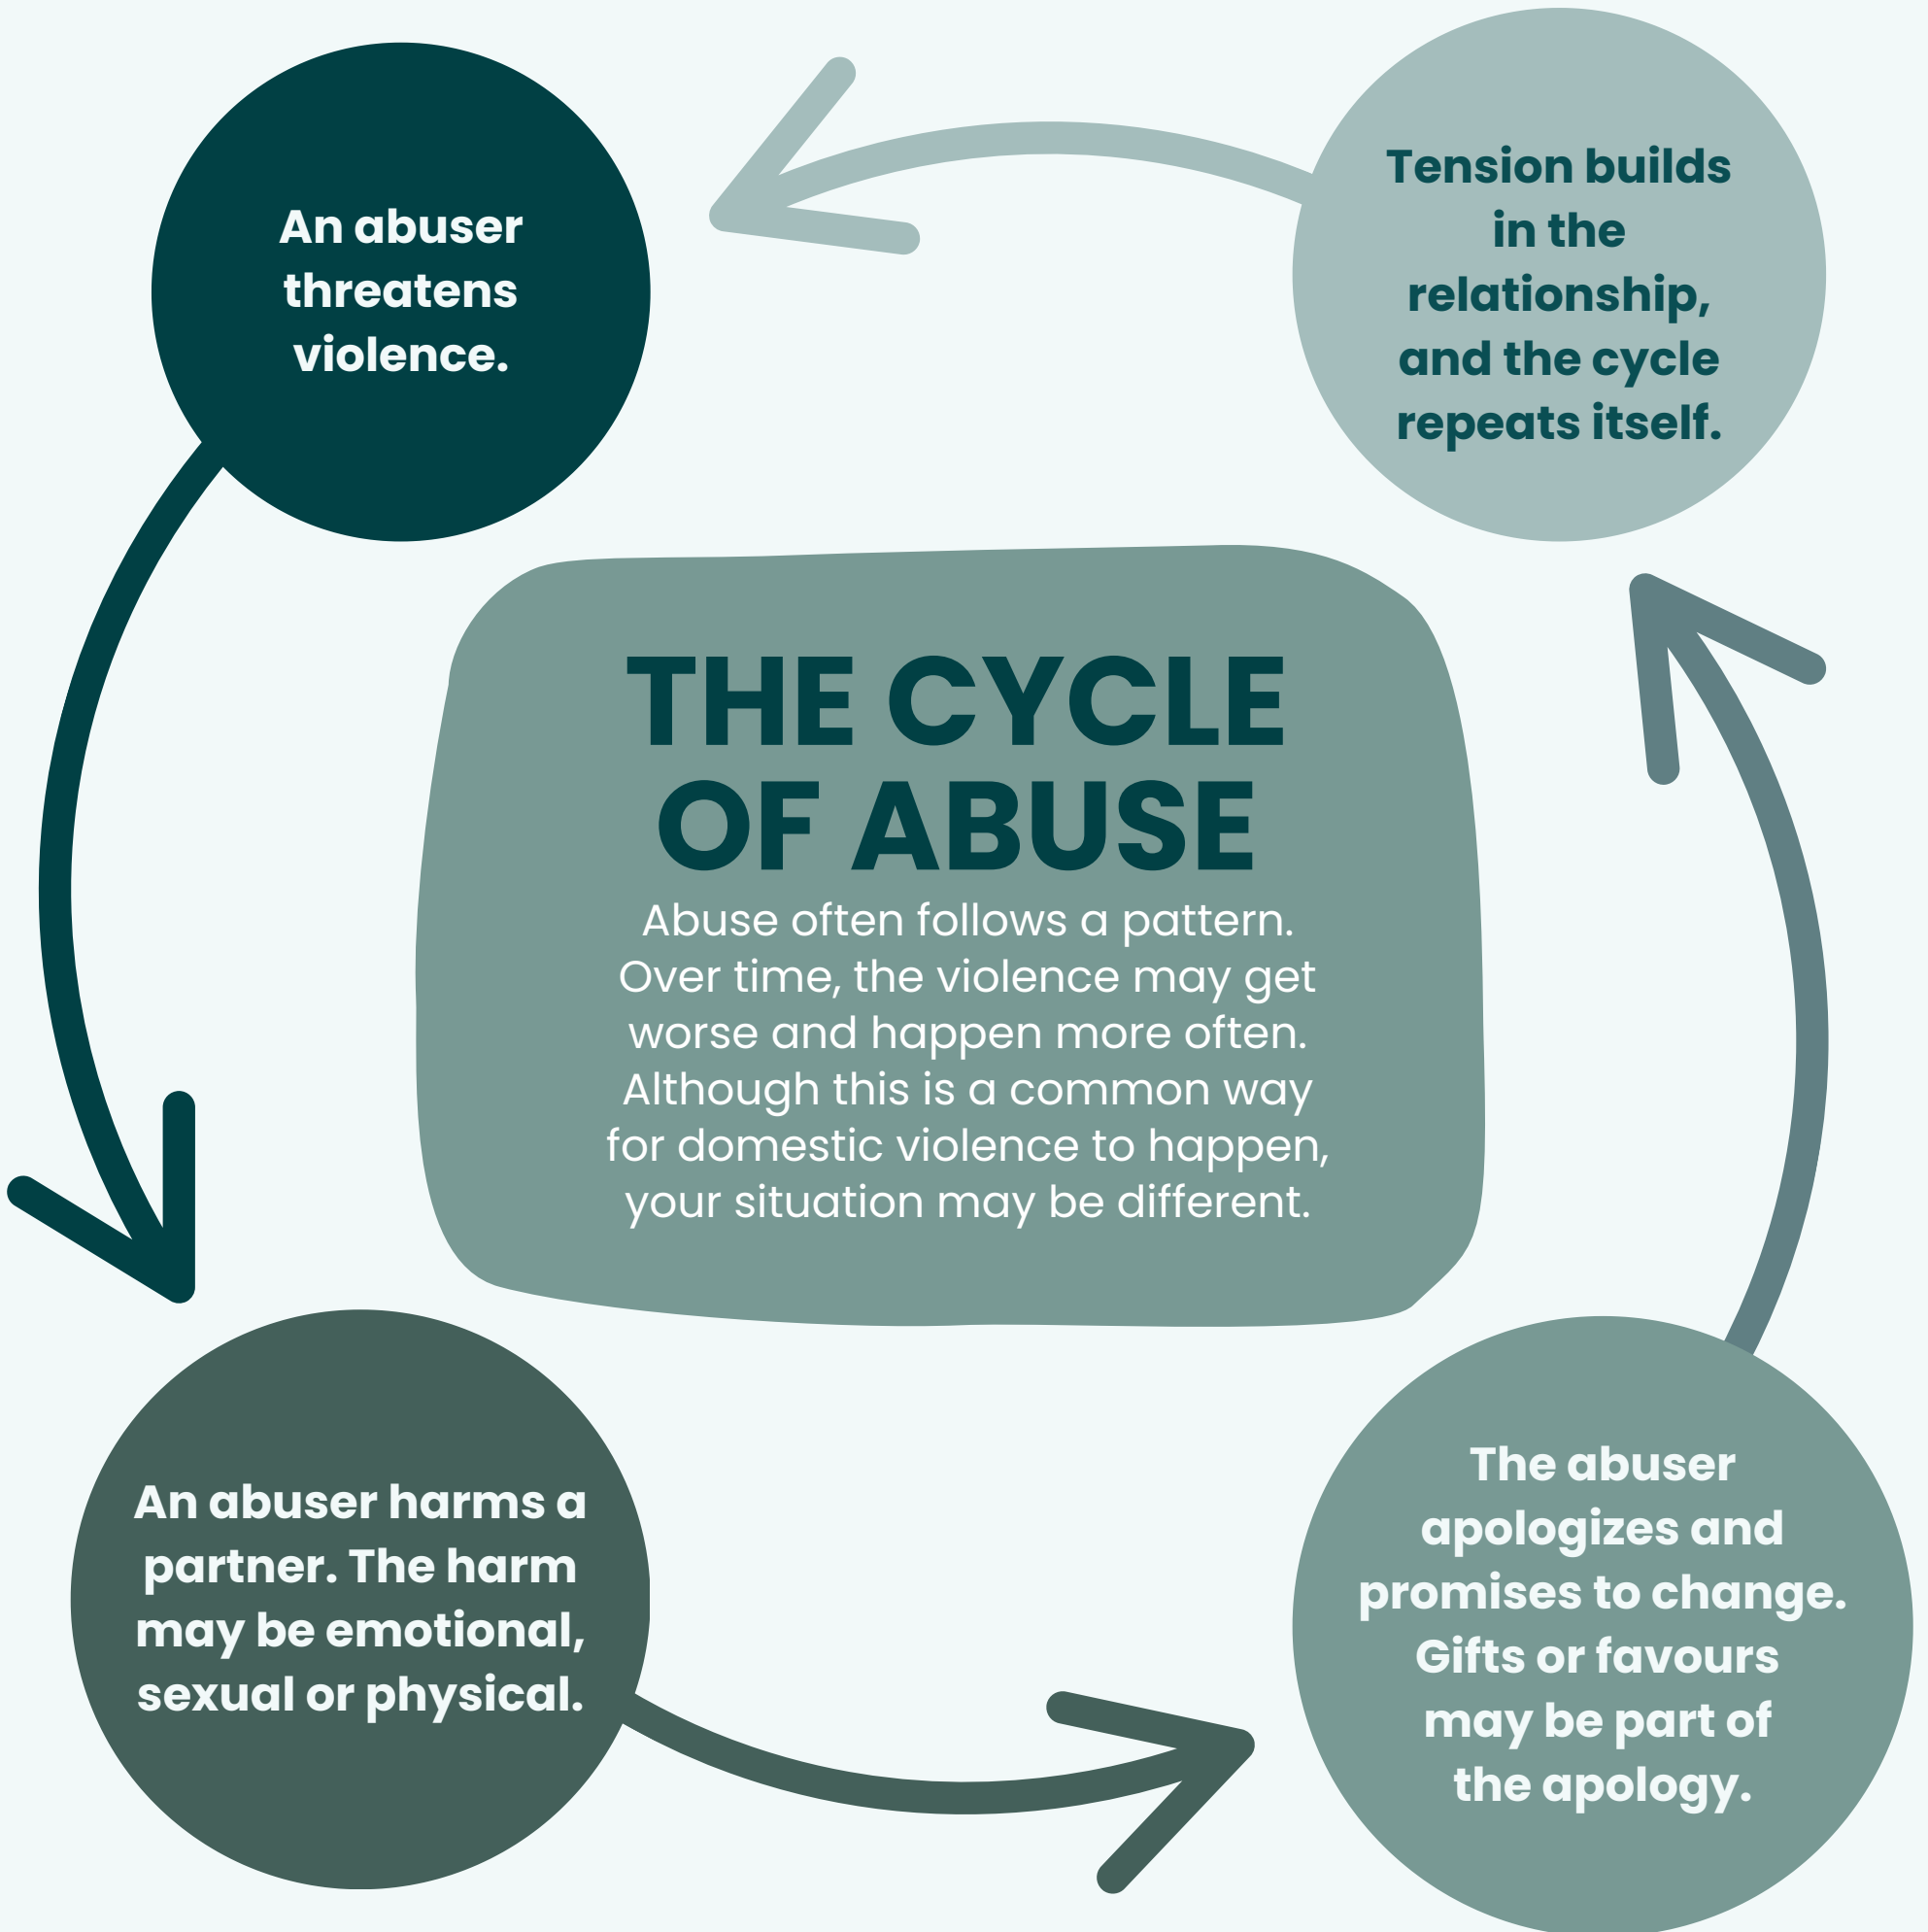 An abuser
threatens
violence.
Tension builds
in the
relationship,
and the cycle
repeats itself.
THE CYCLE
OF ABUSE
Abuse often follows a pattern.
Over time, the violence may get
worse and happen more often.
Although this is a common way
for domestic violence to happen,
your situation may be different.
An abuser harms a
partner. The harm
may be emotional,
sexual or physical.
The abuser
apologizes and
promises to change.
Gifts or favours
may be part of
the apology.